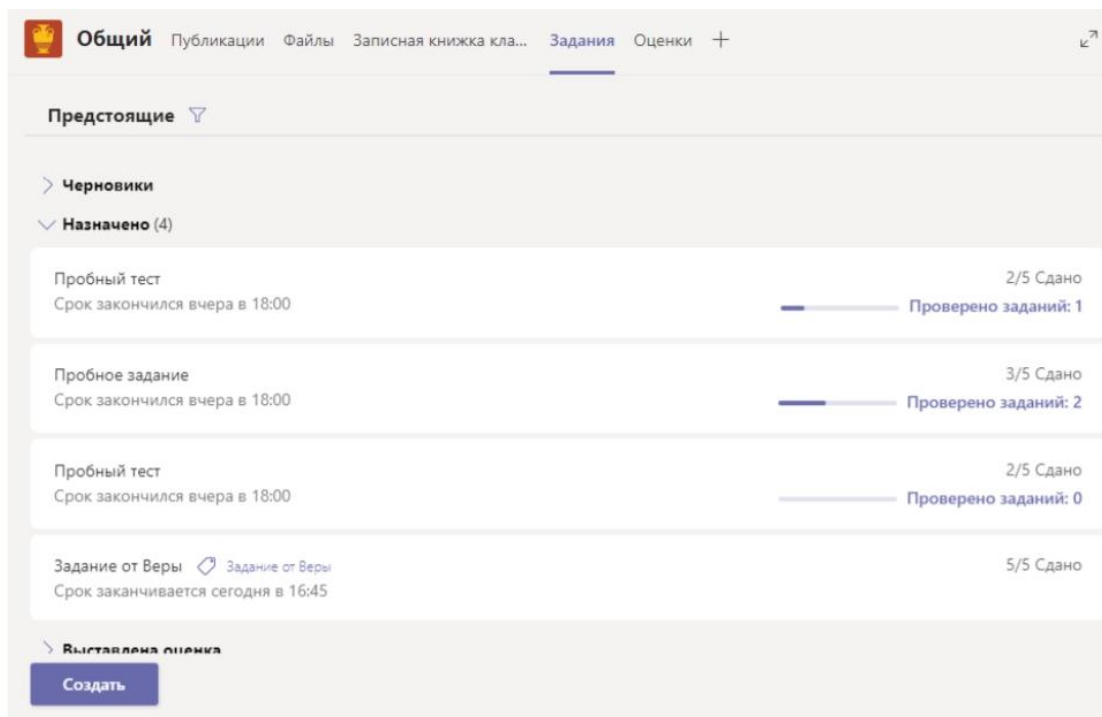 Общий Публикации Файлы Записная книжка кла... Задания Оценки +
Предстоящие
Черновики
Назначено (4)
Пробный тест 2/5 Сдано
Срок закончился вчера в 18:00 Проверено заданий: 1
Пробное задание 3/5 Сдано
Срок закончился вчера в 18:00 Проверено заданий: 2
Пробный тест 2/5 Сдано
Срок закончился вчера в 18:00 Проверено заданий: 0
Задание от Веры Задание от Веры 5/5 Сдано
Срок заканчивается сегодня в 16:45
Выставлена оценка
Создать